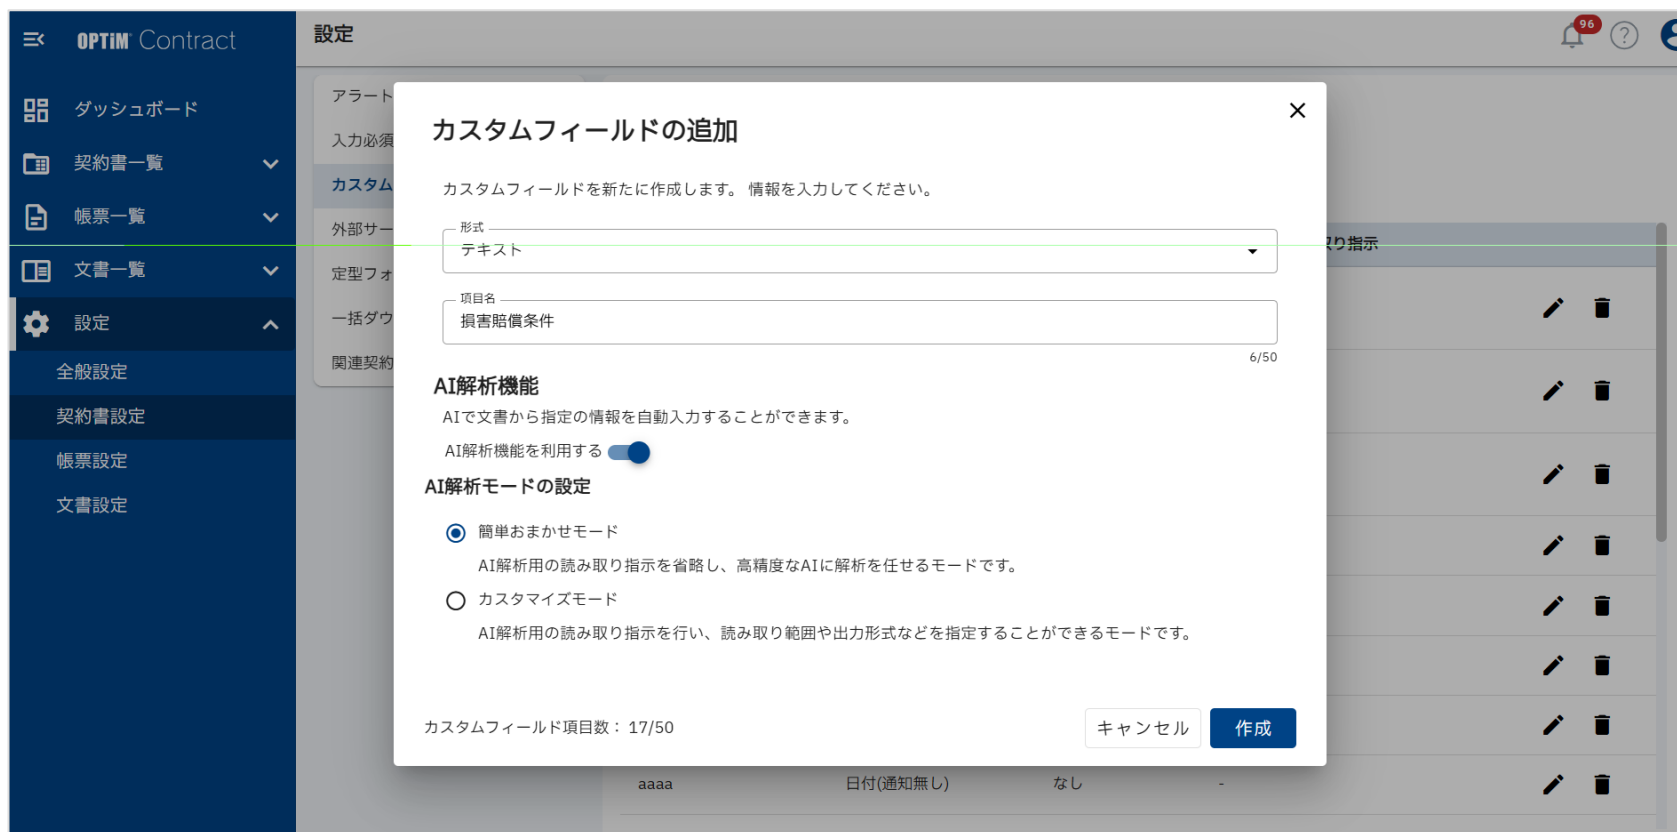 OPTiM Contract
設定
96
ダッシュボード
契約書一覧
帳票一覧
文書一覧
設定
全般設定
契約書設定
帳票設定
文書設定
アラート
入力必須
カスタム
外部サー
定型フォ
一括ダウ
関連契約
カスタムフィールドの追加
カスタムフィールドを新たに作成します。 情報を入力してください。
形式
テキスト
項目名
損害賠償条件
6/50
AI解析機能
AIで文書から指定の情報を自動入力することができます。
AI解析機能を利用する
AI解析モードの設定
簡単おまかせモード
AI解析用の読み取り指示を省略し、高精度なAIに解析を任せるモードです。
カスタマイズモード
AI解析用の読み取り指示を行い、読み取り範囲や出力形式などを指定することができるモードです。
カスタムフィールド項目数： 17/50
キャンセル
作成
取り指示
aaaa 日付(通知無し) なし -